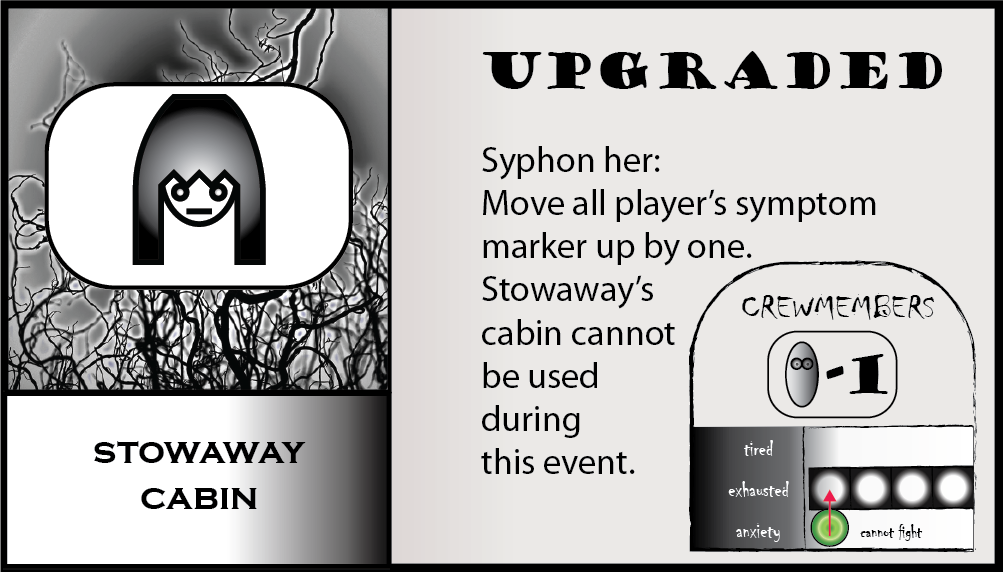 UPGRADED
Syphon her:
Move all player’s symptom
marker up by one.
Stowaway’s
cabin cannot
be used
during
this event.
STOWAWAY
CABIN
CREWMEMBERS
-1
tired
exhausted
anxiety
cannot fight